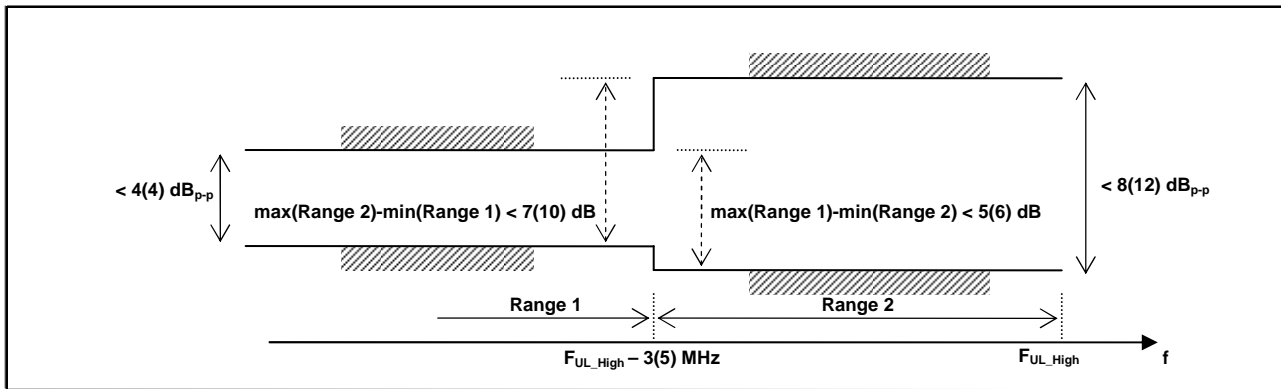 < 4(4) dBp-p
max(Range 2)-min(Range 1) < 7(10) dB
max(Range 1)-min(Range 2) < 5(6) dB
< 8(12) dBp-p
Range 1
Range 2
FUL_High – 3(5) MHz
FUL_High
f